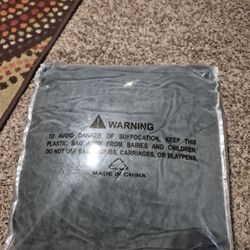 WARNING
TO AVOID DANGER OF SUFFOCATION, KEEP THIS
PLASTIC BAG AWAY FROM BABIES AND CHILDREN.
DO NOT USE BAG IN CRIBS, CARRIAGES, OR PLAYPENS.
MADE IN CHINA